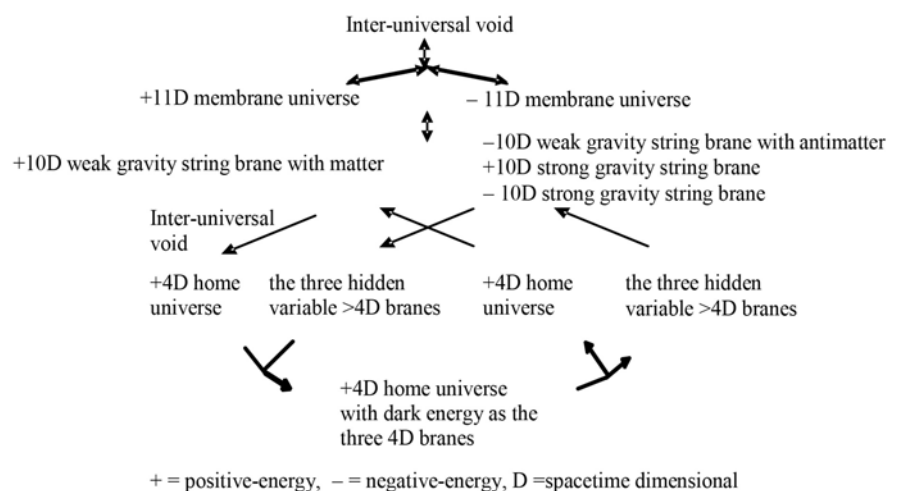 Inter-universal void
+11D membrane universe
– 11D membrane universe
–10D weak gravity string brane with antimatter
+10D weak gravity string brane with matter
+10D strong gravity string brane
– 10D strong gravity string brane
Inter-universal
void
+4D home
universe
the three hidden
variable >4D branes
+4D home
universe
the three hidden
variable >4D branes
+4D home universe
with dark energy as the
three 4D branes
+ = positive-energy, – = negative-energy, D =spacetime dimensional